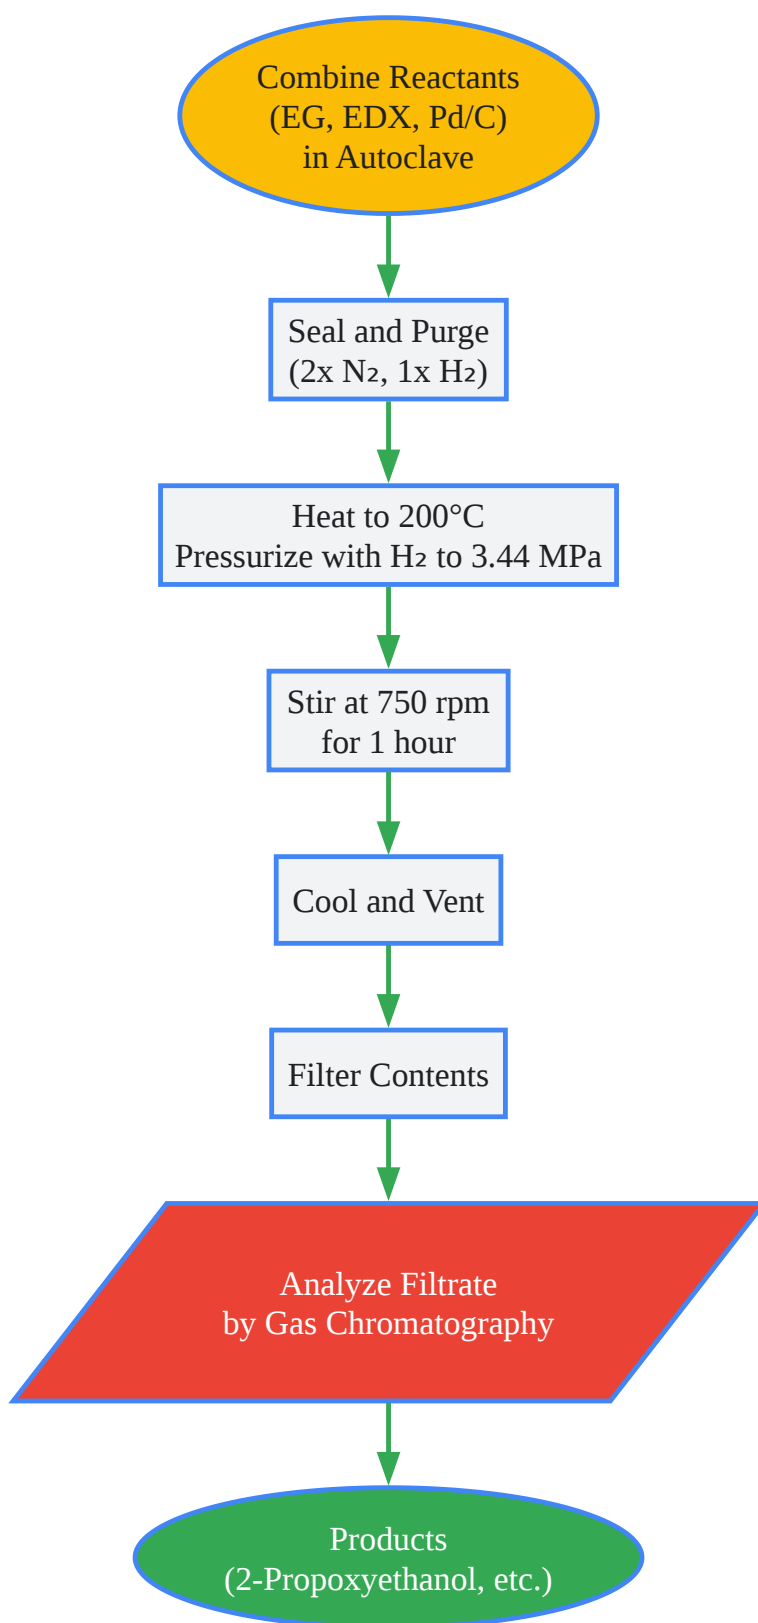 Combine Reactants
(EG, EDX, Pd/C)
in Autoclave
Seal and Purge
(2x N₂, 1x H₂)
Heat to 200°C
Pressurize with H₂ to 3.44 MPa
Stir at 750 rpm
for 1 hour
Cool and Vent
Filter Contents
Analyze Filtrate
by Gas Chromatography
Products
(2-Propoxyethanol, etc.)